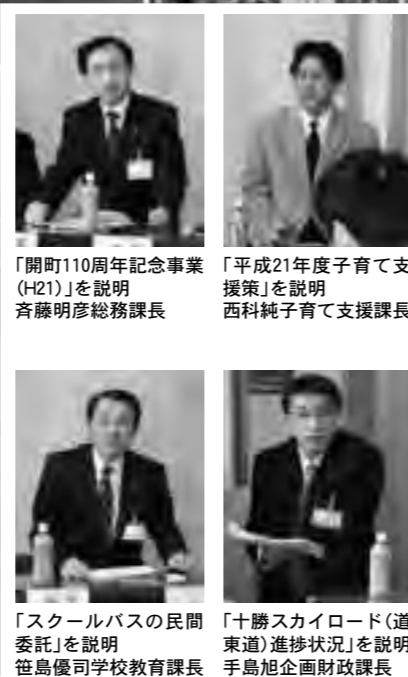 「開町110周年記念事業
(H21)」を説明
斉藤明彦総務課長
「平成21年度子育て支
援策」を説明
西科純子育て支援課長
「スクールバスの民間
委託」を説明
笹島優司学校教育課長
「十勝スカイロード(道
東道)進捗状況」を説明
手島旭企画財政課長